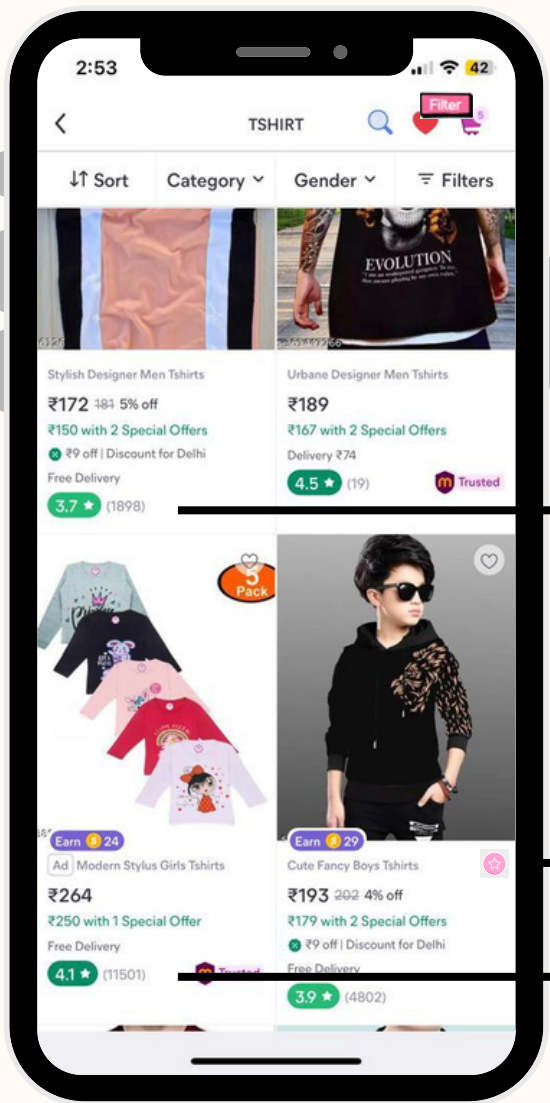 2:53
42
Filter
5
TSHIRT
Sort
Category
Gender
Filters
EVOLUTION
Stylish Designer Men Tshirts
₹172 181 5% off
₹150 with 2 Special Offers
₹9 off | Discount for Delhi
Free Delivery
3.7 ★ (1898)
Urbane Designer Men Tshirts
₹189
₹167 with 2 Special Offers
Delivery ₹74
4.5 ★ (19)
m Trusted
5
Pack
Earn S 24
Ad Modern Stylus Girls Tshirts
₹264
₹250 with 1 Special Offer
Free Delivery
4.1 ★ (11501)
Trusted
Earn S 29
Cute Fancy Boys Tshirts
₹193 202 4% off
₹179 with 2 Special Offers
₹9 off | Discount for Delhi
Free Delivery
3.9 ★ (4802)